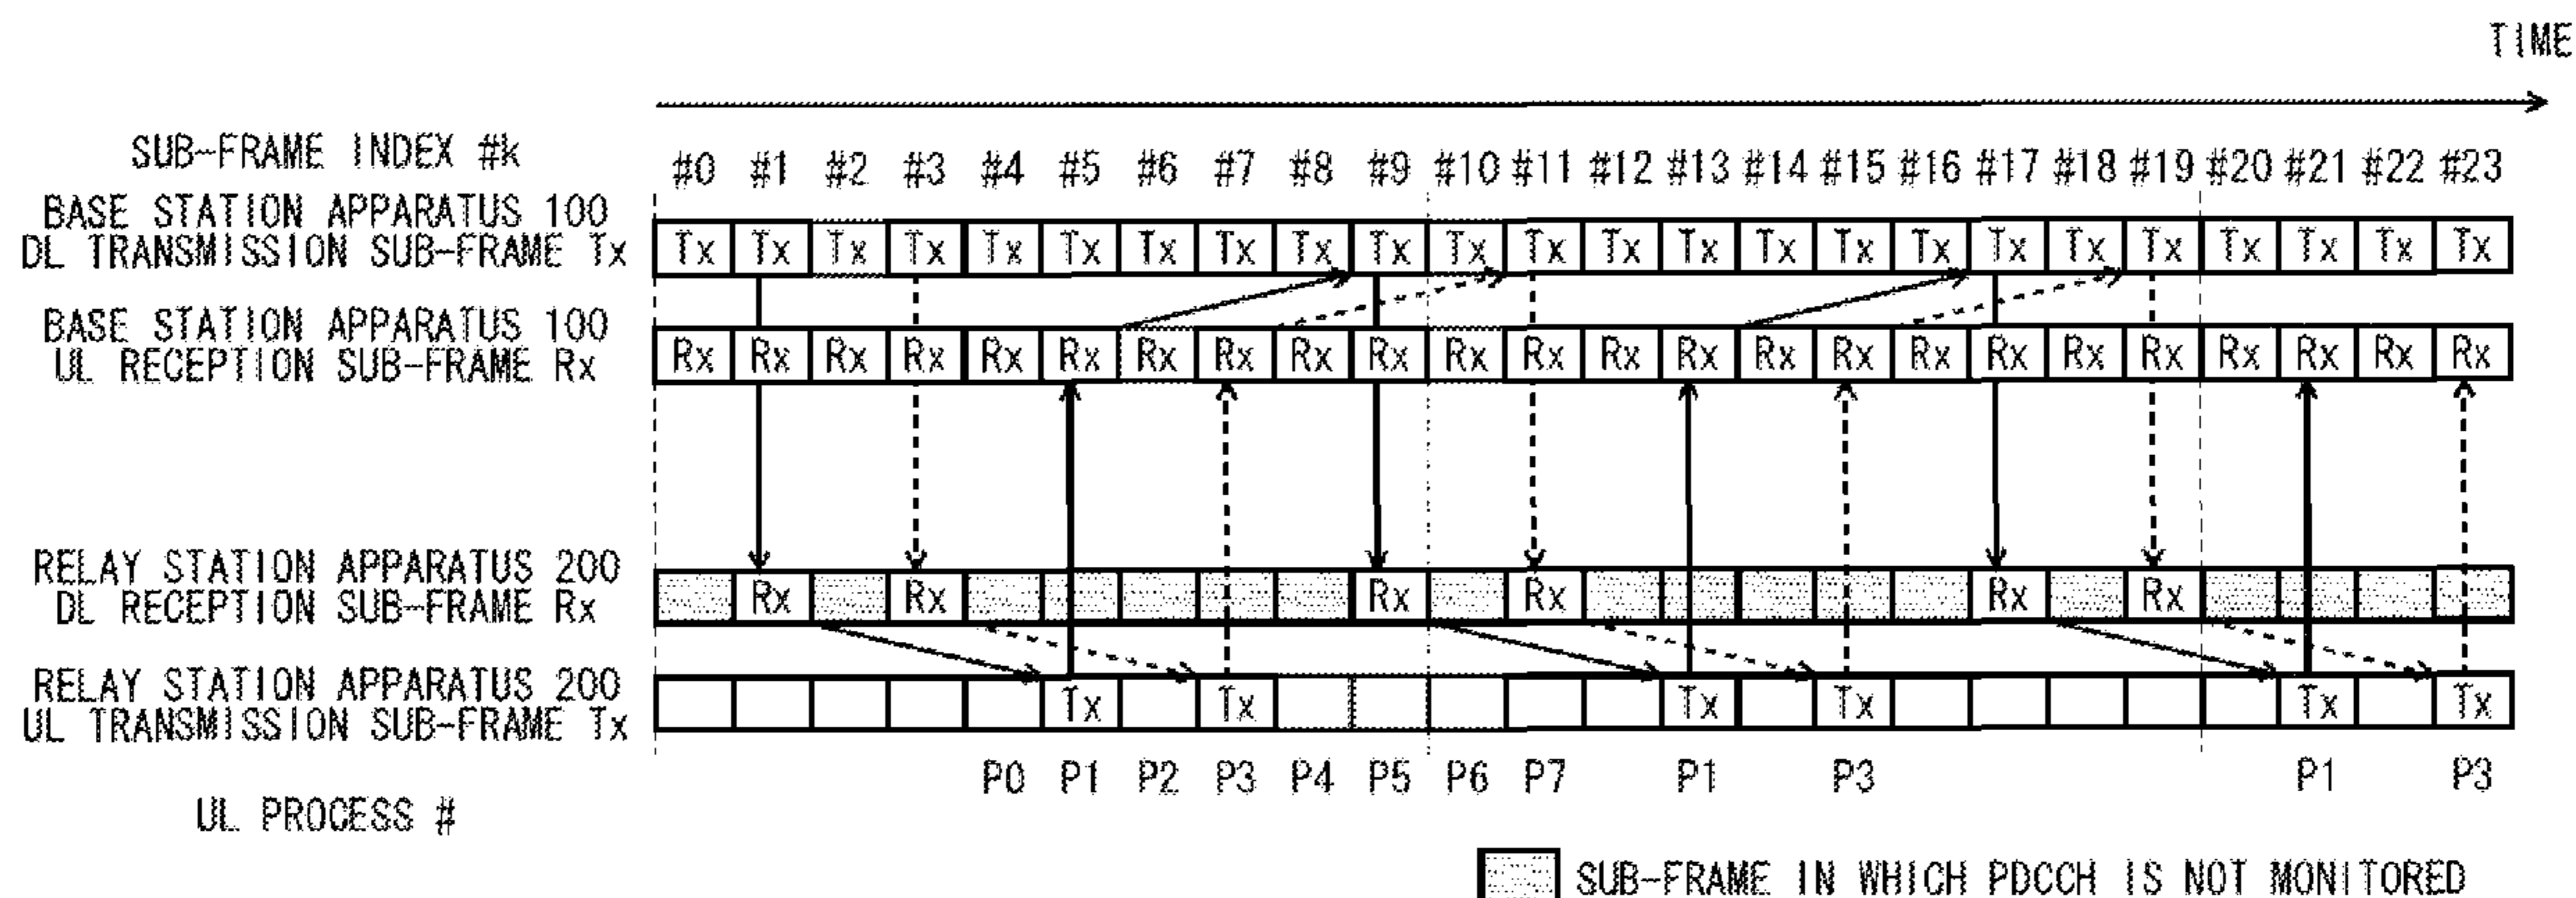 TIME
SUB-FRAME INDEX #k
#0 #1 #2 #3 #4 #5 #6 #7 #8 #9 #10 #11 #12 #13 #14 #15 #16 #17 #18 #19 #20 #21 #22 #23
BASE STATION APPARATUS 100
DL TRANSMISSION SUB-FRAME Tx
Tx Tx Tx Tx Tx Tx Tx Tx Tx Tx Tx Tx Tx Tx Tx Tx Tx Tx Tx Tx Tx Tx Tx Tx
BASE STATION APPARATUS 100
UL RECEPTION SUB-FRAME Rx
Rx Rx Rx Rx Rx Rx Rx Rx Rx Rx Rx Rx Rx Rx Rx Rx Rx Rx Rx Rx Rx Rx Rx Rx
RELAY STATION APPARATUS 200
DL RECEPTION SUB-FRAME Rx
Rx Rx Rx Rx Rx Rx
RELAY STATION APPARATUS 200
UL TRANSMISSION SUB-FRAME Tx
Tx Tx Tx Tx Tx Tx
P0 P1 P2 P3 P4 P5 P6 P7 P1 P3 P1 P3
UL PROCESS #
SUB-FRAME IN WHICH PDCCH IS NOT MONITORED